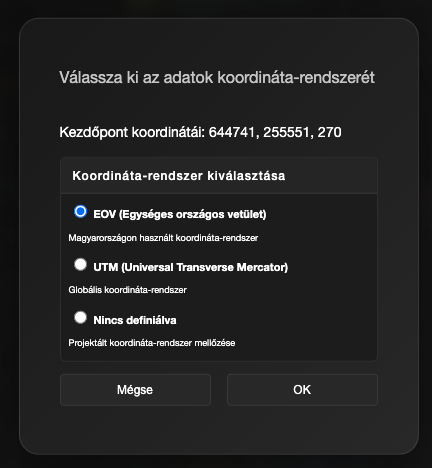 Válassza ki az adatok koordináta-rendszerét
Kezdőpont koordinátái: 644741, 255551, 270
Koordináta-rendszer kiválasztása
EOV (Egységes országos vetület)
Magyarországon használt koordináta-rendszer
UTM (Universal Transverse Mercator)
Globális koordináta-rendszer
Nincs definiálva
Projektált koordináta-rendszer mellőzése
Mégse OK